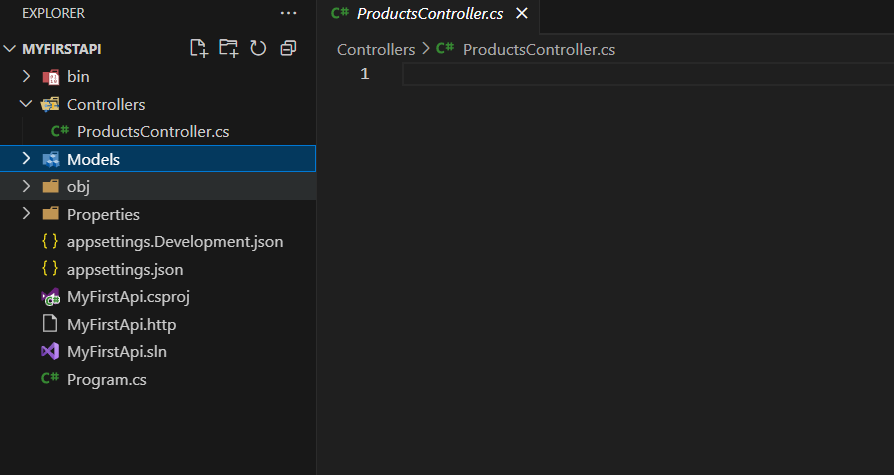 EXPLORER
MYFIRSTAPI
bin
Controllers
C# ProductsController.cs
Models
obj
Properties
{} appsettings.Development.json
{} appsettings.json
MyFirstApi.csproj
MyFirstApi.http
MyFirstApi.sln
C# Program.cs
C# ProductsController.cs
Controllers > C# ProductsController.cs
1